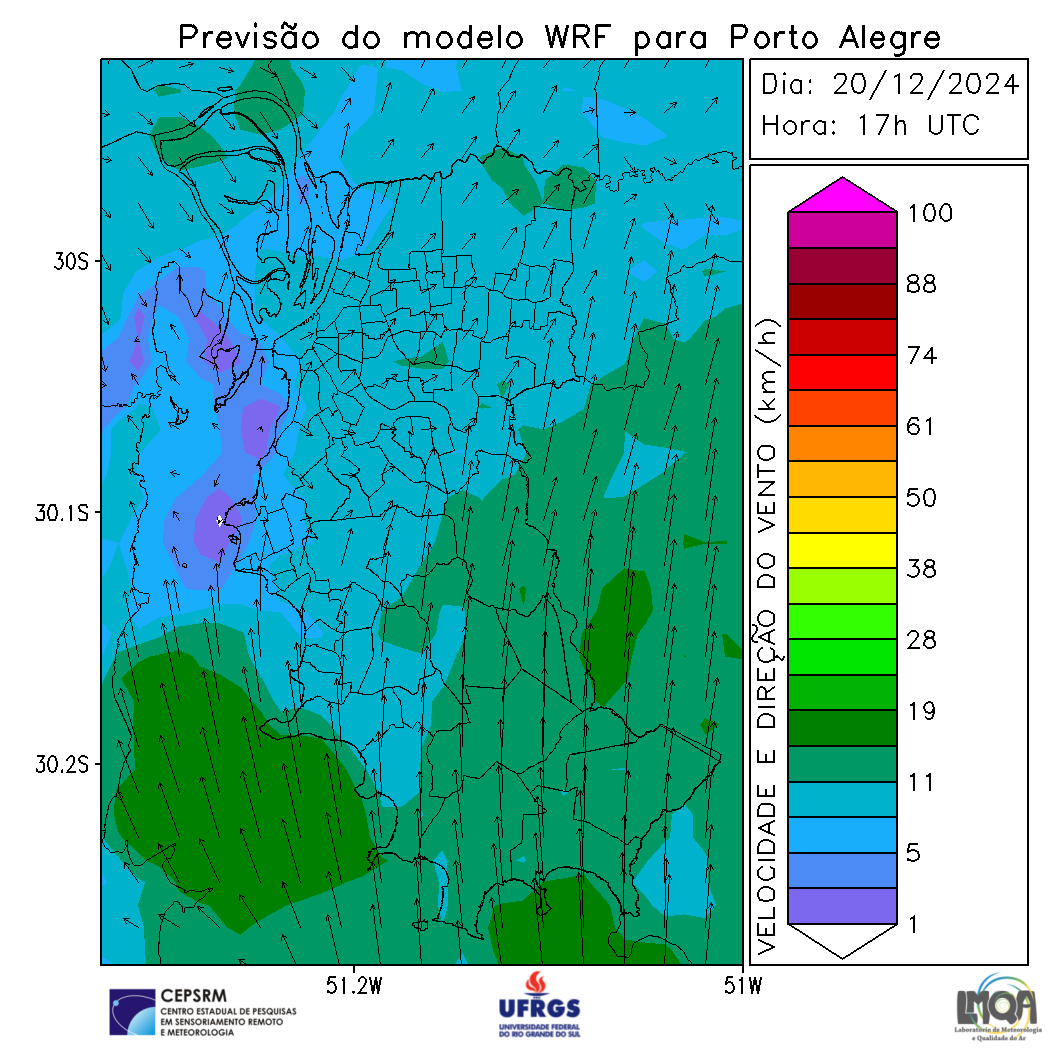 Previsão do modelo WRF para Porto Alegre
Dia: 20/12/2024
Hora: 17h UTC
30S
30.1S
30.2S
51.2W
51W
VELOCIDADE E DIREÇÃO DO VENTO (km/h)
100
88
74
61
50
38
28
19
11
5
1
CEPSRM
CENTRO ESTADUAL DE PESQUISAS
EM SENSORIAMENTO REMOTO
E METEOROLOGIA
UFRGS
UNIVERSIDADE FEDERAL
DO RIO GRANDE DO SUL
LMQA
Laboratório de Meteorologia
e Qualidade do Ar